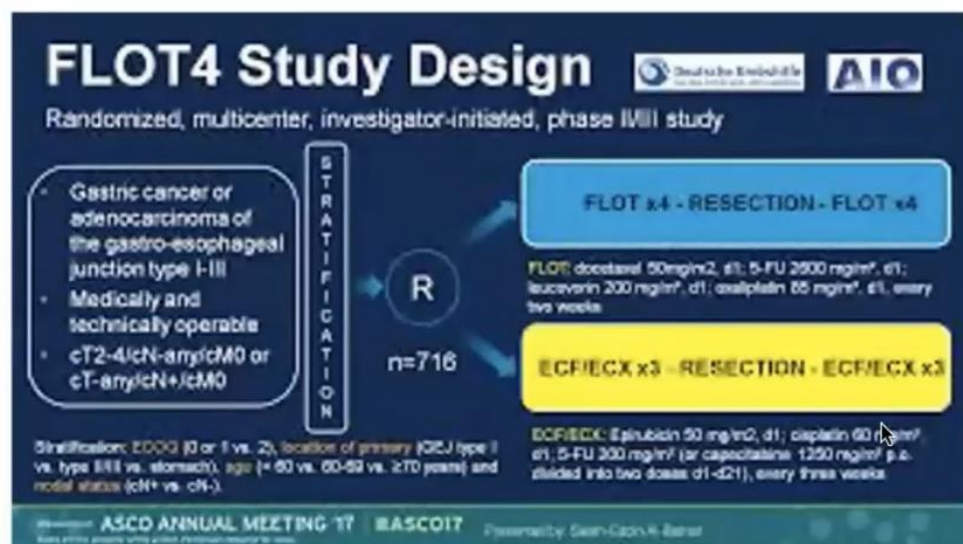 FLOT4 Study Design
Deutsche Krebshilfe
AIO
Randomized, multicenter, investigator-initiated, phase II/III study
• Gastric cancer or
adenocarcinoma of
the gastro-esophageal
junction type I-III
• Medically and
technically operable
• cT2-4/cN-any/cM0 or
cT-any/cN+/cM0
STRATIFICATION
R
n=716
FLOT x4 - RESECTION - FLOT x4
FLOT: docetaxel 50mg/m2, d1; 5-FU 2600 mg/m², d1;
leucovorin 200 mg/m², d1; oxaliplatin 85 mg/m², d1, every
two weeks
ECF/ECX x3 - RESECTION - ECF/ECX x3
ECF/ECX: Epirubicin 50 mg/m2, d1; cisplatin 60 mg/m²,
d1; 5-FU 200 mg/m² (or capecitabine 1250 mg/m² p.o.
divided into two doses d1-d21), every three weeks
Stratification: ECOG (0 or 1 vs. 2), location of primary (GEJ type I
vs. type II/III vs. stomach), age (< 60 vs. 60-69 vs. ≥70 years) and
nodal status (cN+ vs. cN-).
ASCO ANNUAL MEETING '17 #ASCO17
Presented by: